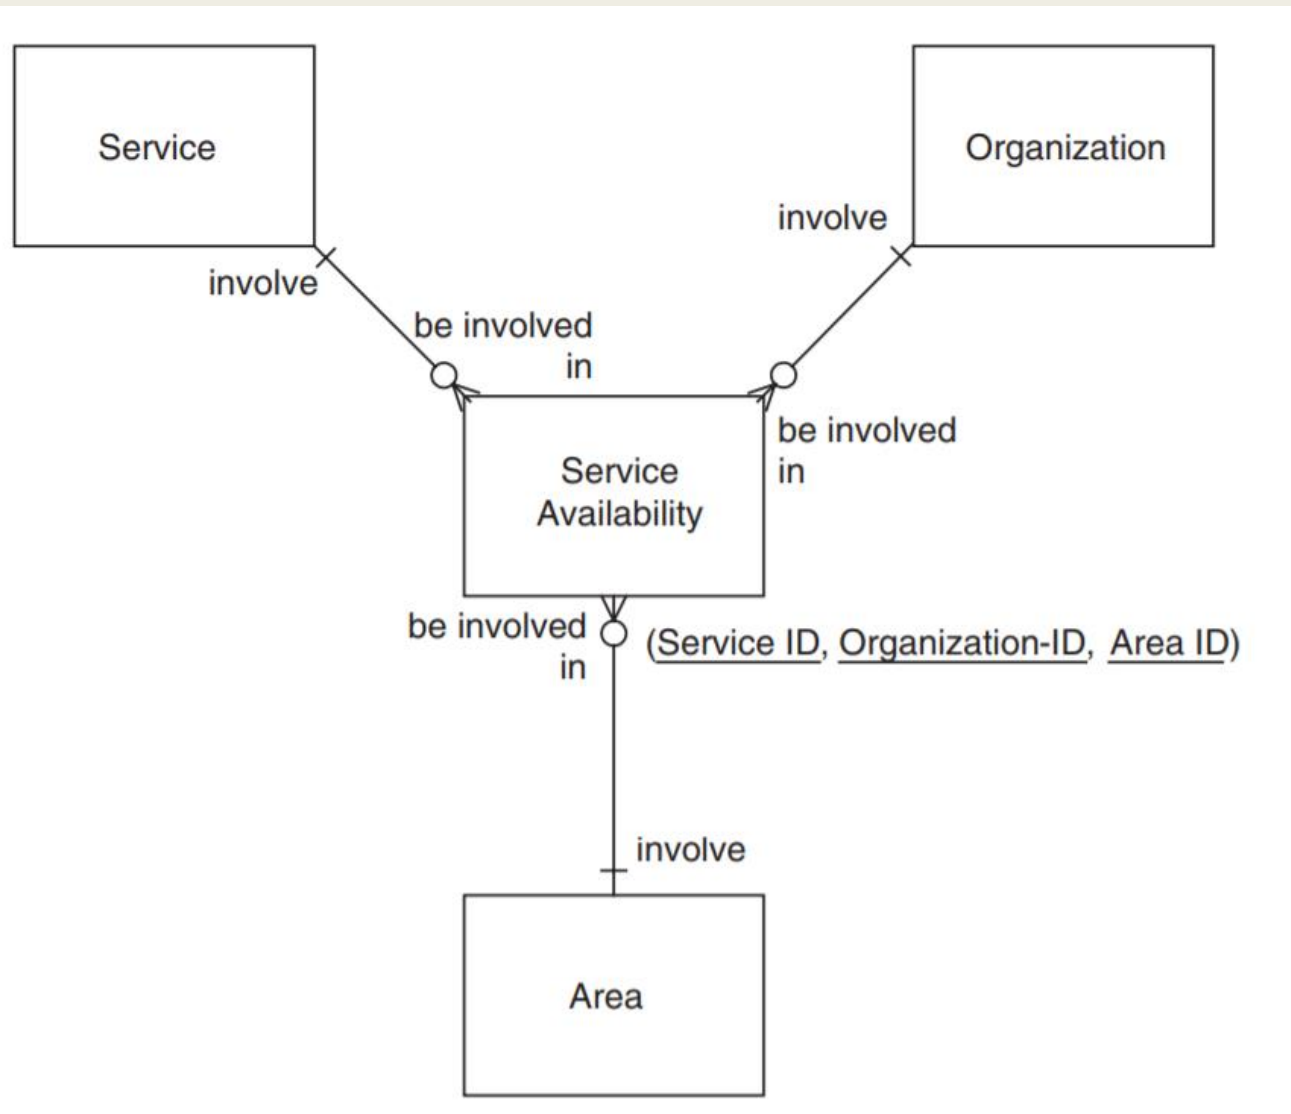 Service
Organization
involve
involve
be involved
in
be involved
in
Service
Availability
be involved
in
(Service ID, Organization-ID, Area ID)
involve
Area